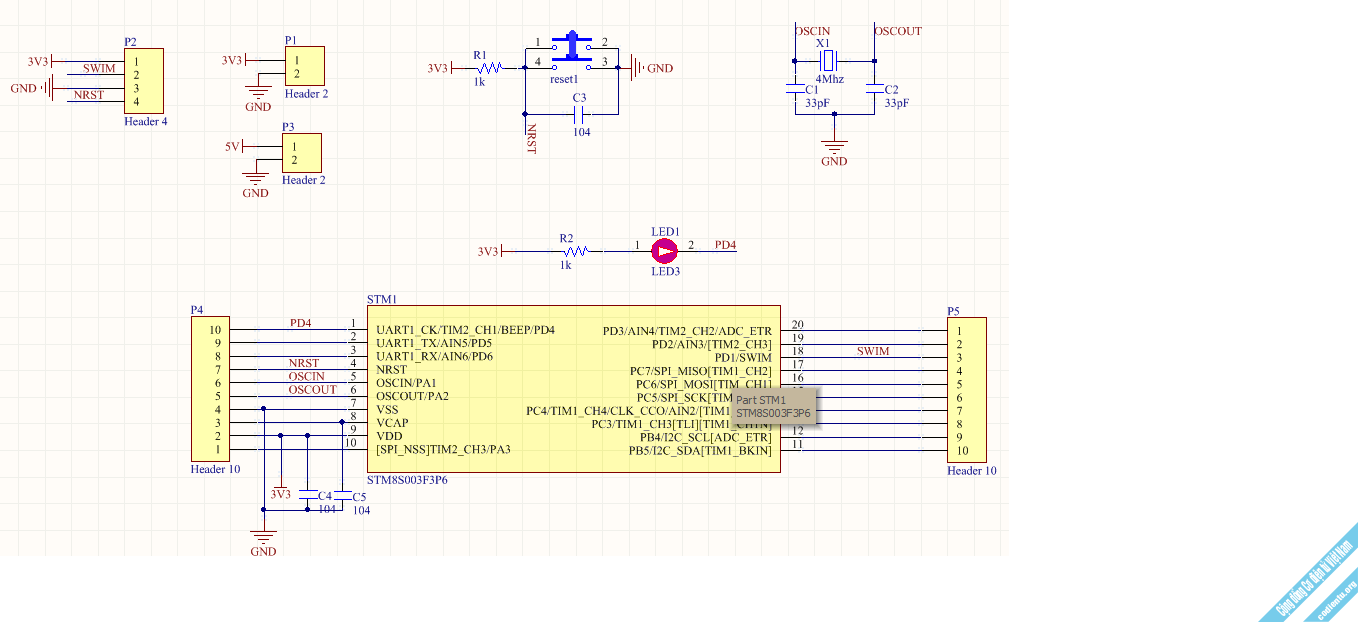 P2
3V3
1
SWIM
2
GND
3
NRST
4
Header 4
P1
3V3
1
2
GND
Header 2
P3
5V
1
2
GND
Header 2
R1
3V3
1k
1
2
4
3
reset1
GND
C3
104
NRST
OSCIN
OSCOUT
X1
4Mhz
C1
33pF
C2
33pF
GND
3V3
R2
1k
1
LED1
2
PD4
LED3
STM1
P4
10
PD4
1
UART1_CK/TIM2_CH1/BEEP/PD4
9
2
UART1_TX/AIN5/PD5
8
3
UART1_RX/AIN6/PD6
7
NRST
4
NRST
6
OSCIN
5
OSCIN/PA1
5
OSCOUT
6
OSCOUT/PA2
4
7
VSS
3
8
VCAP
2
9
VDD
1
10
[SPI_NSS]TIM2_CH3/PA3
Header 10
STM8S003F3P6
3V3
C4
104
C5
104
GND
P5
PD3/AIN4/TIM2_CH2/ADC_ETR
20
1
PD2/AIN3/[TIM2_CH3]
19
2
PD1/SWIM
18
SWIM
3
PC7/SPI_MISO[TIM1_CH2]
17
4
PC6/SPI_MOSI[TIM_CH1]
16
5
PC5/SPI_SCK[TIM
6
PC4/TIM1_CH4/CLK_CCO/AIN2/[TIM1
7
PC3/TIM1_CH3[TLI][TIM1_CH1N]
8
PB4/I2C_SCL[ADC_ETR]
12
9
PB5/I2C_SDA[TIM1_BKIN]
11
10
Header 10
Part STM1
STM8S003F3P6
Cộng đồng Cơ điện tử Việt Nam
codientu.org